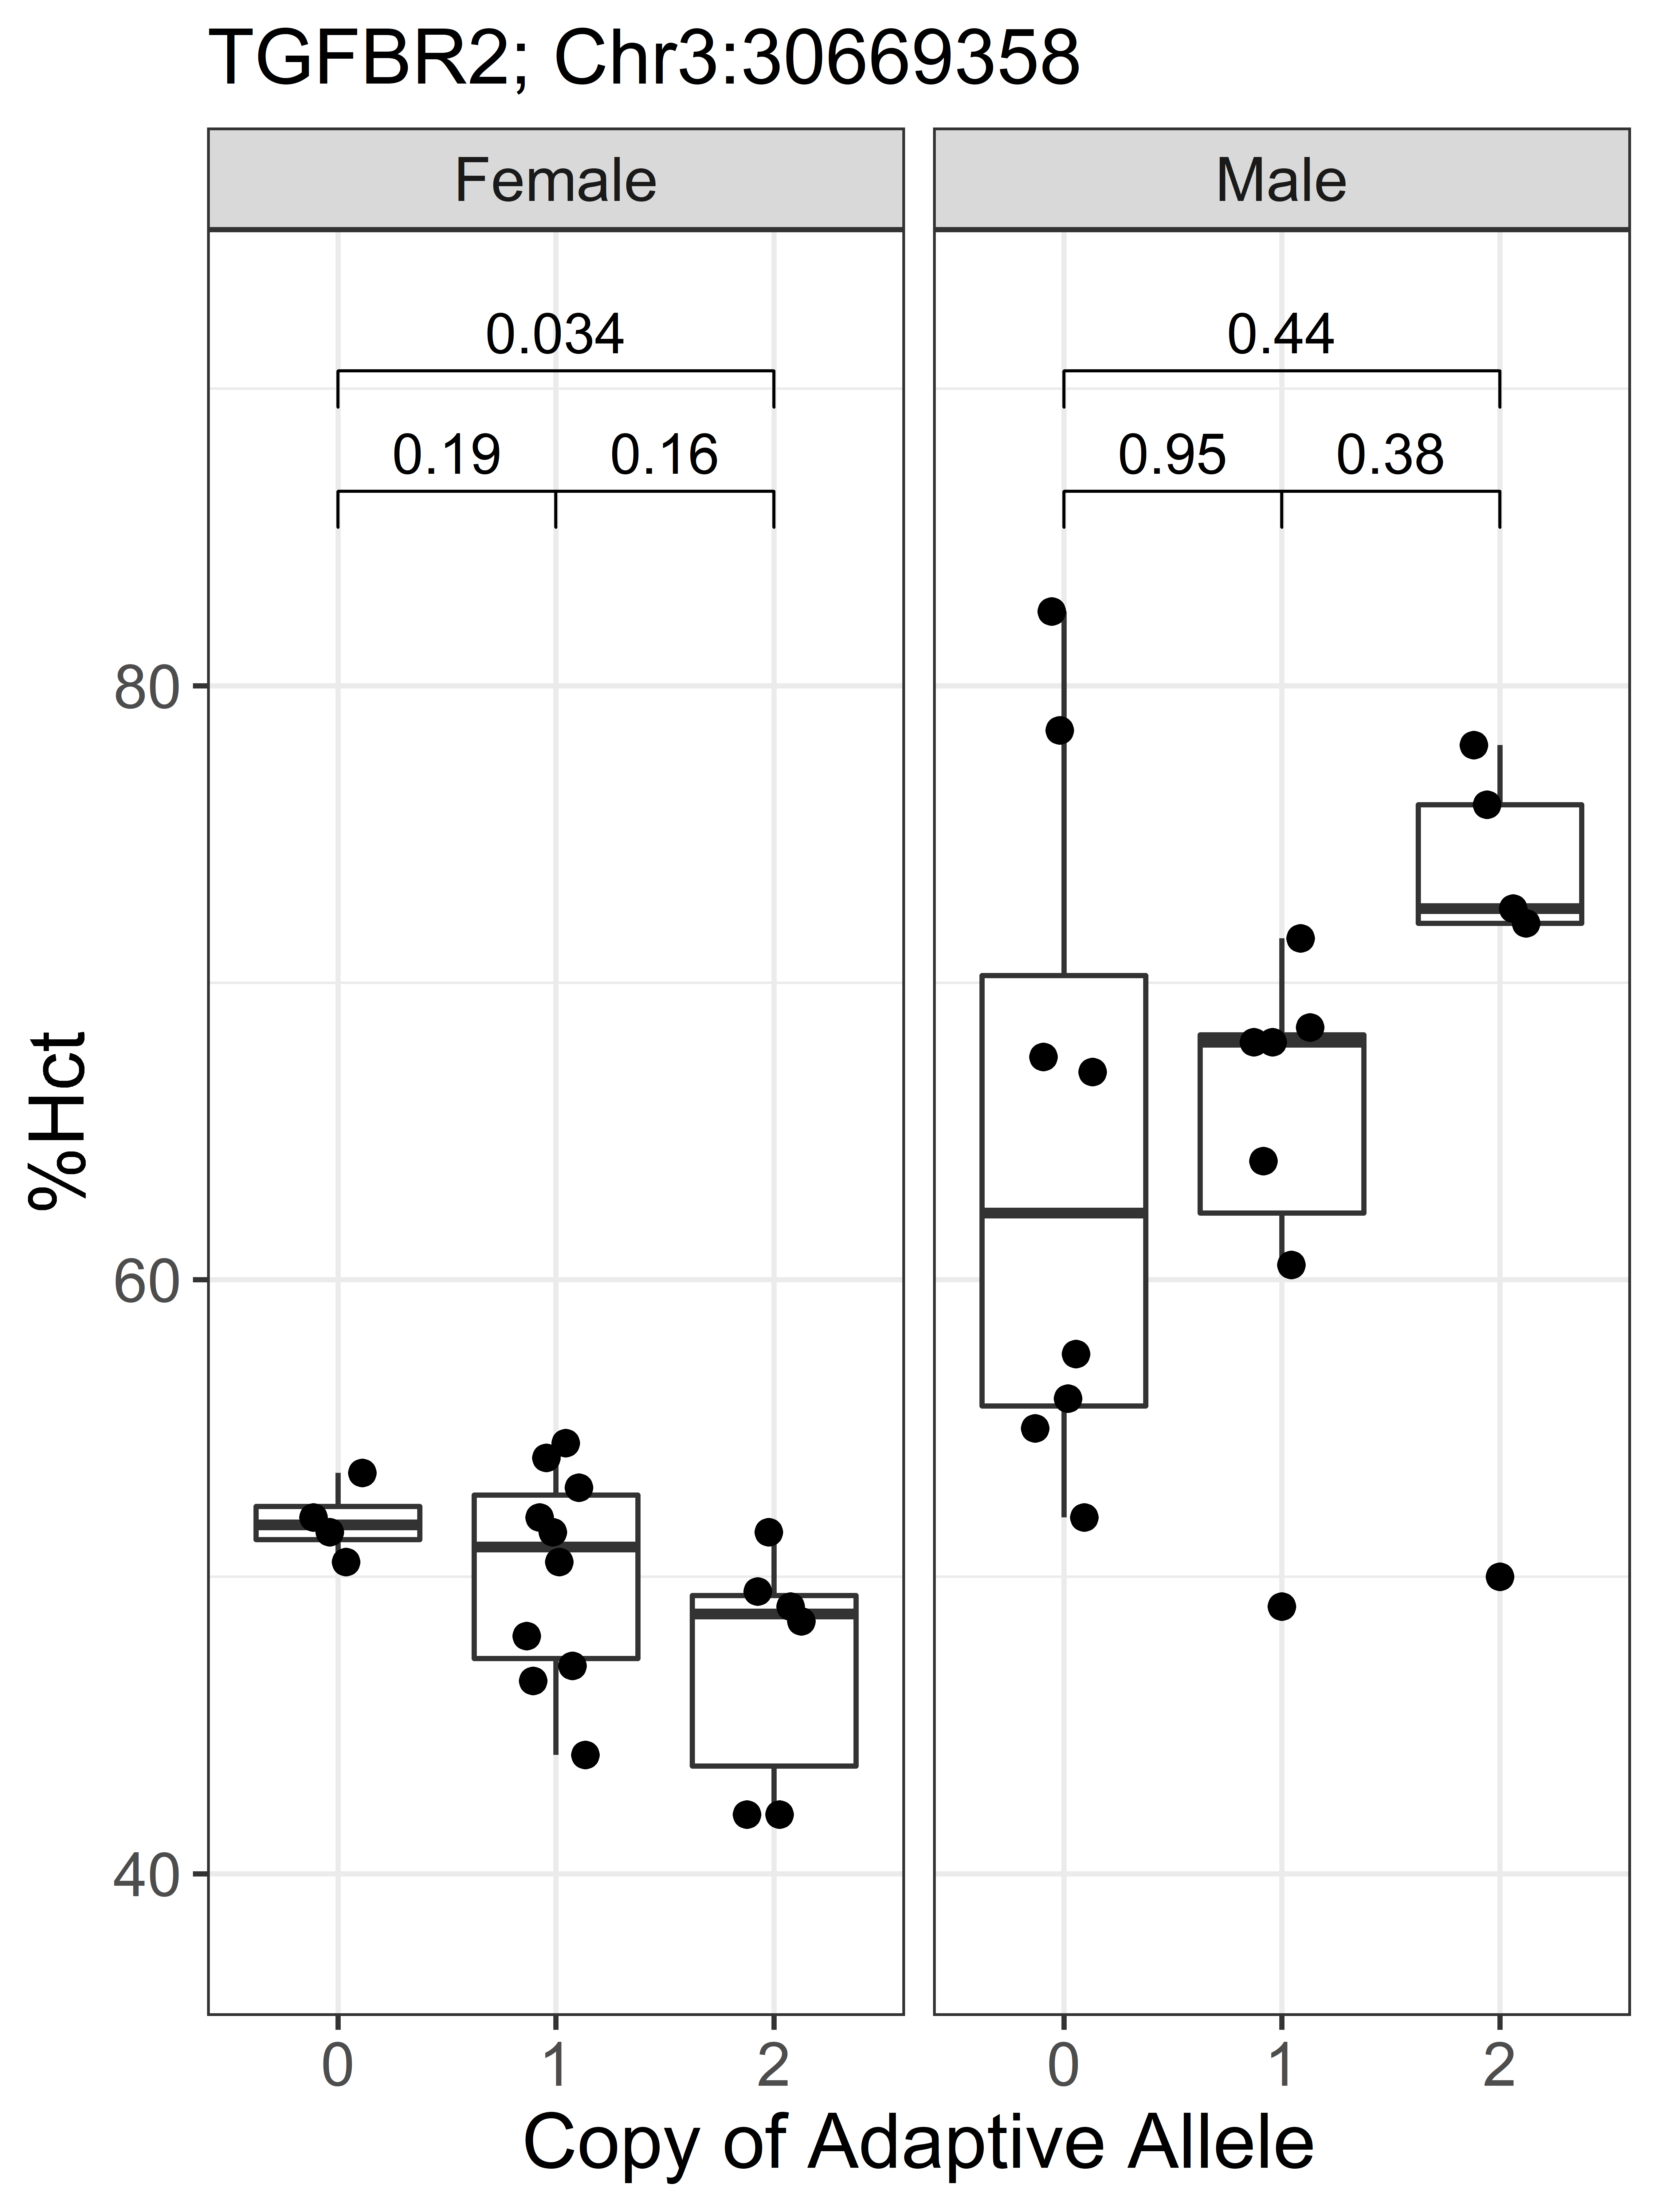 TGFBR2; Chr3:30669358
Female
Male
0.034
0.44
0.19 0.16
0.95 0.38
80
60
40
%Hct
0 1 2
0 1 2
Copy of Adaptive Allele